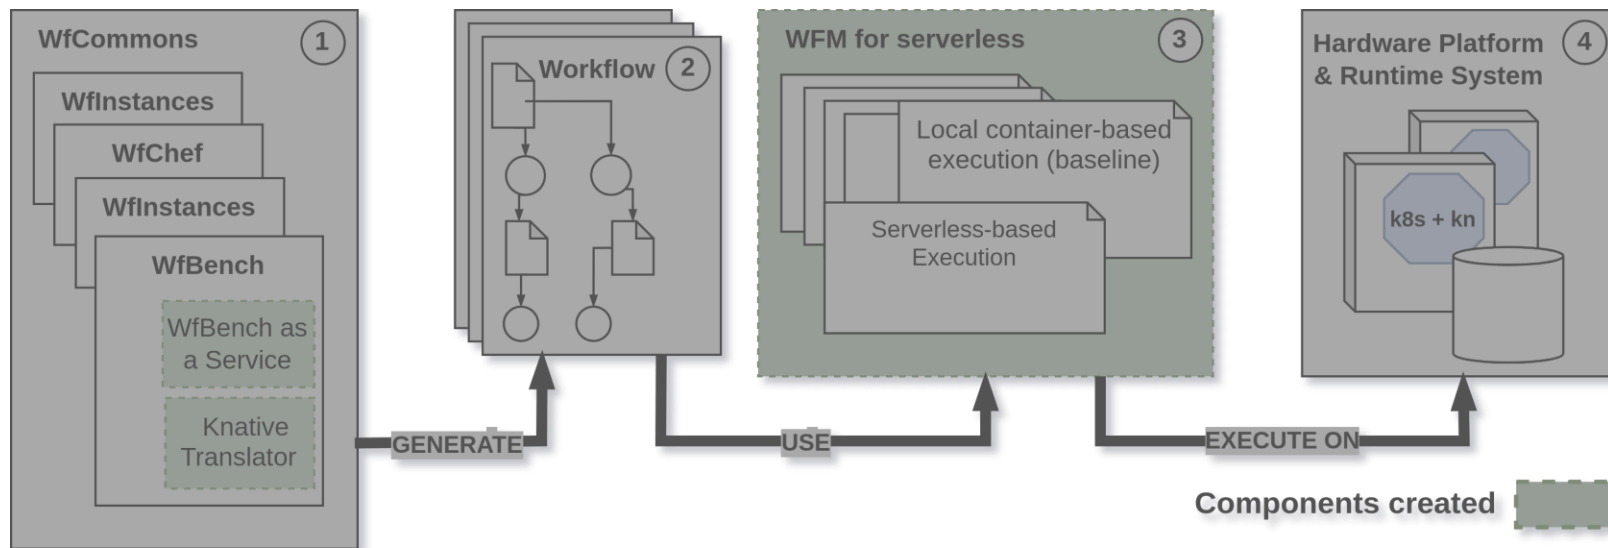 WfCommons
1
WfInstances
WfChef
WfInstances
WfBench
WfBench as
a Service
Knative
Translator
GENERATE
Workflow
2
USE
WFM for serverless
3
Local container-based
execution (baseline)
Serverless-based
Execution
EXECUTE ON
Hardware Platform
& Runtime System
4
k8s + kn
Components created